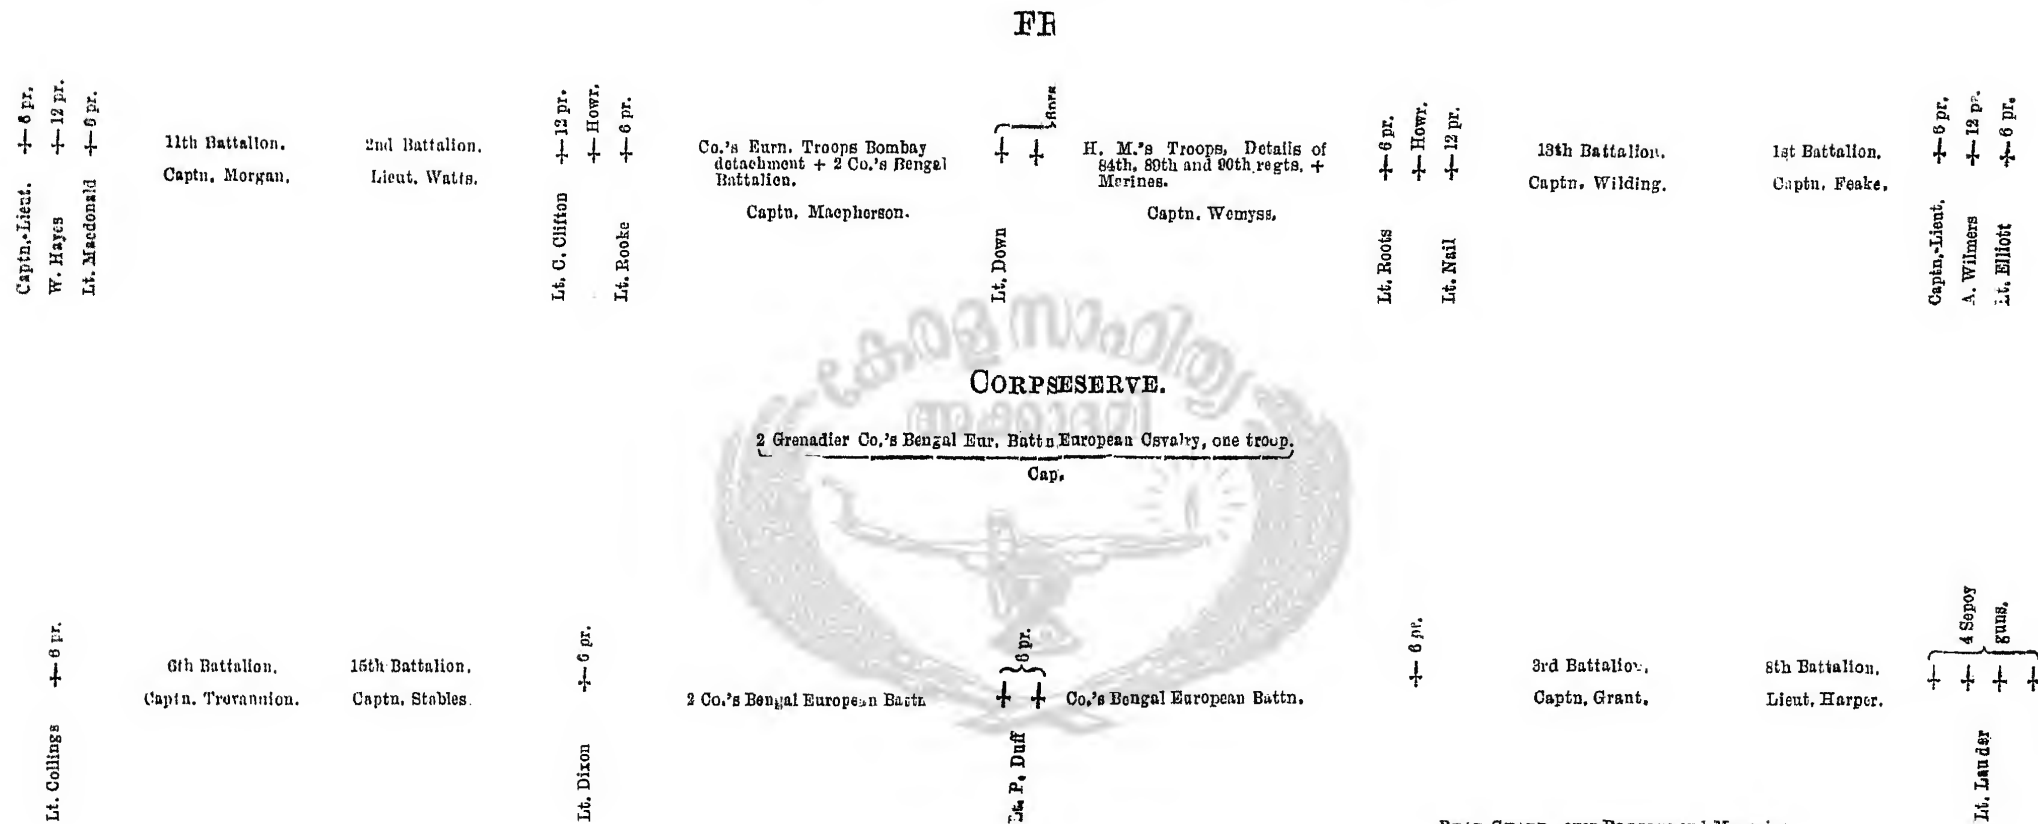 FR
6 pr.
12 pr.
6 pr.
Captn.-Lieut.
W. Hayes
Lt. Macdonald
11th Battalion.
Captn. Morgan.
2nd Battalion.
Lieut. Watts.
12 pr.
Howr.
6 pr.
Lt. C. Clifton
Lt. Rooke
Co.'s Eurn. Troops Bombay
detachment + 2 Co.'s Bengal
Battalion.
Captn. Macpherson.
Lt. Down
H. M.'s Troops, Details of
84th, 89th and 90th regts. +
Marines.
Captn. Wemyss.
6 pr.
Howr.
12 pr.
Lt. Roots
Lt. Nail
13th Battalion.
Captn. Wilding.
1st Battalion.
Captn. Feake.
6 pr.
12 pr.
6 pr.
Captn.-Lieut.
A. Wilmers
Lt. Elliott
കേരള സാഹിത്യ
അക്കാദമി
CORPSESERVE.
2 Grenadier Co.'s Bengal Eur. Battn European Cavalry, one troop.
Cap.
6 pr.
Lt. Collings
6th Battalion.
Captn. Trevannion.
15th Battalion.
Captn. Stables.
6 pr.
Lt. Dixon
2 Co.'s Bengal European Battn
6 pr.
Lt. P. Duff
Co.'s Bengal European Battn.
6 pr.
3rd Battalion.
Captn. Grant.
8th Battalion.
Lieut. Harper.
4 Sepoy
guns.
Lt. Lauder